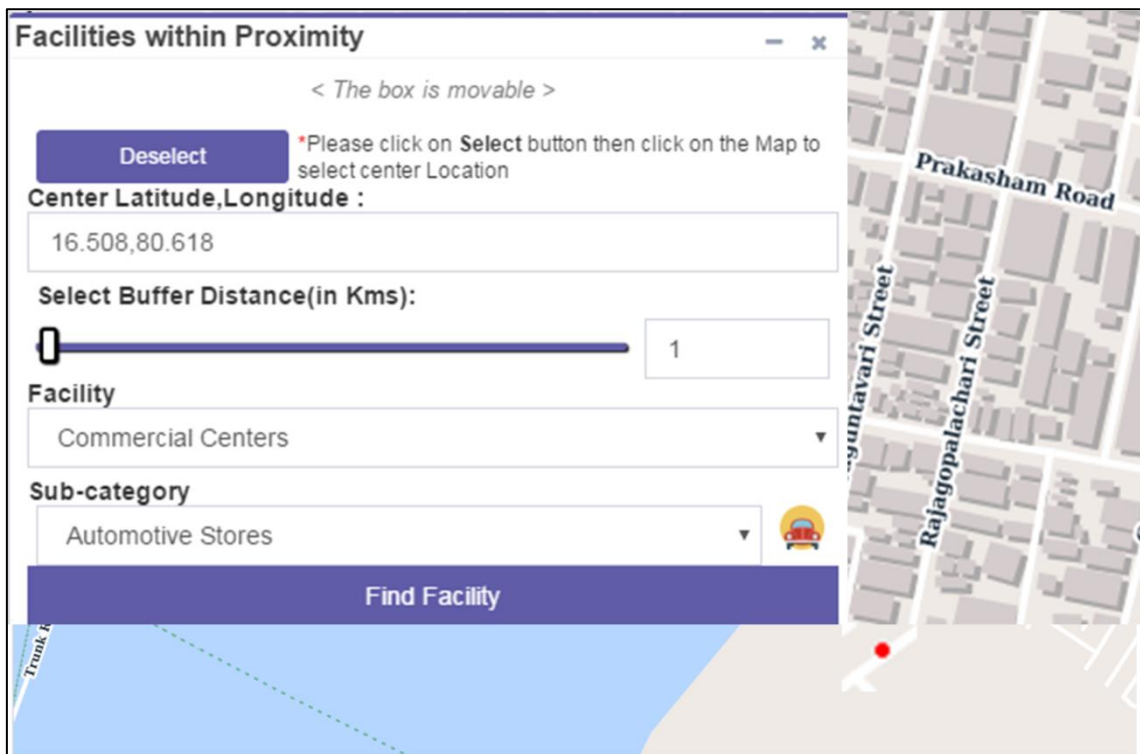 Facilities within Proximity
< The box is movable >
Deselect
*Please click on Select button then click on the Map to
select center Location
Center Latitude,Longitude :
16.508,80.618
Select Buffer Distance(in Kms):
1
Facility
Commercial Centers
Sub-category
Automotive Stores
Find Facility
Prakasham Road
Rajagopalachari Street
Street
Trunk